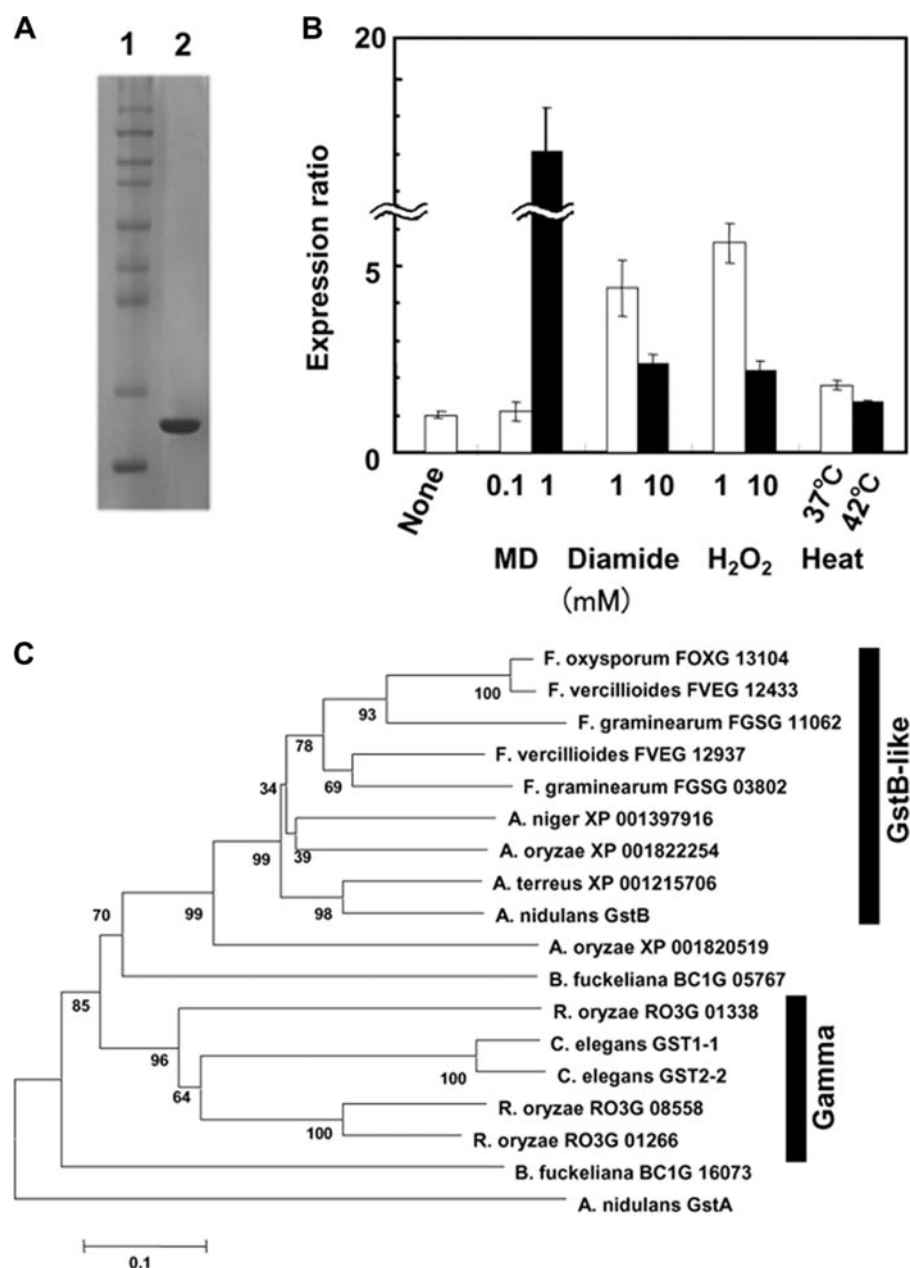 A
1 2
B
20
5
0
Expression ratio
None
0.1 1
1 10
1 10
37°C
42°C
MD
Diamide
H₂O₂
Heat
(mM)
C
F. oxysporum FOXG 13104
100
F. vercillioides FVEG 12433
93
F. graminearum FGSG 11062
78
F. vercillioides FVEG 12937
34
69
F. graminearum FGSG 03802
A. niger XP 001397916
99
39
A. oryzae XP 001822254
A. terreus XP 001215706
70
99
98
A. nidulans GstB
GstB-like
A. oryzae XP 001820519
B. fuckeliana BC1G 05767
85
R. oryzae RO3G 01338
96
C. elegans GST1-1
100
C. elegans GST2-2
64
R. oryzae RO3G 08558
100
R. oryzae RO3G 01266
Gamma
B. fuckeliana BC1G 16073
A. nidulans GstA
0.1